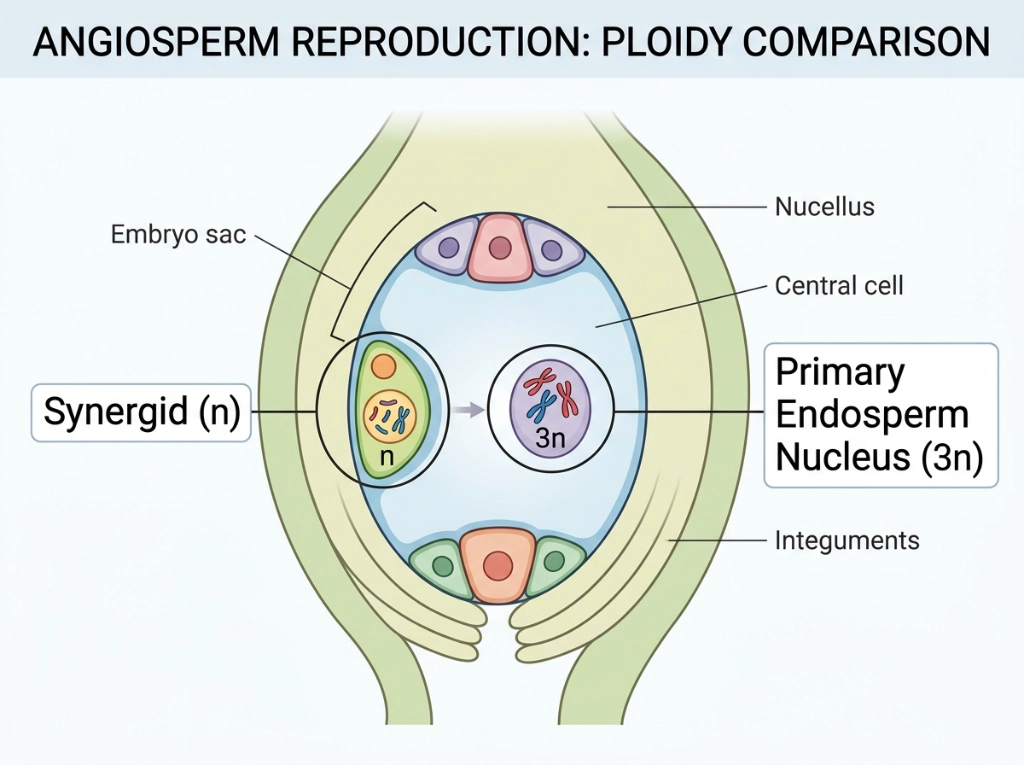 ANGIOSPERM REPRODUCTION: PLOIDY COMPARISON
Embryo sac
Nucellus
Central cell
Synergid (n)
n
3n
Primary
Endosperm
Nucleus (3n)
Integuments